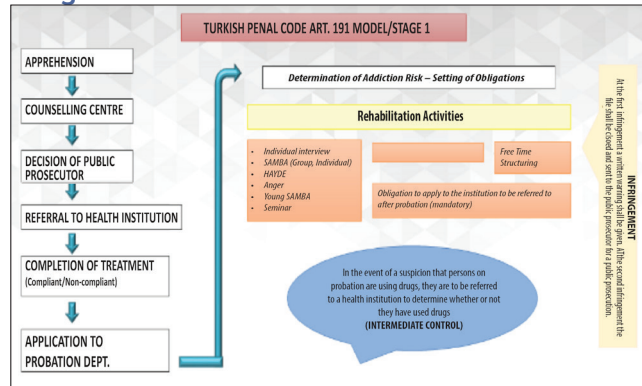 TURKISH PENAL CODE ART. 191 MODEL/STAGE 1
APPREHENSION
COUNSELLING CENTRE
DECISION OF PUBLIC
PROSECUTOR
REFERRAL TO HEALTH INSTITUTION
COMPLETION OF TREATMENT
(Compliant/Non-compliant)
APPLICATION TO
PROBATION DEPT.
Determination of Addiction Risk – Setting of Obligations
Rehabilitation Activities
• Individual interview
• SAMBA (Group, Individual)
• HAYDE
• Anger
• Young SAMBA
• Seminar
Free Time
Structuring
Obligation to apply to the institution to be referred to
after probation (mandatory)
In the event of a suspicion that persons on
probation are using drugs, they are to be referred
to a health institution to determine whether or not
they have used drugs
(INTERMEDIATE CONTROL)
INFRINGEMENT
At the first infringement a written warning shall be given. At the second infringement the
file shall be closed and sent to the public prosecutor for a public prosecution.